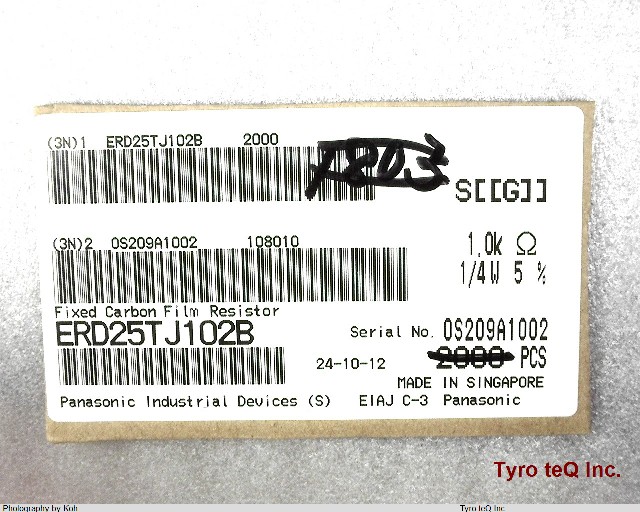 (3N)1 ERD25TJ102B 2000
1803
S[[G]]
(3N)2 0S209A1002 108010
1.0k Ω
1/4W 5 %
Fixed Carbon Film Resistor
ERD25TJ102B
Serial No. 0S209A1002
24-10-12
2000 PCS
MADE IN SINGAPORE
Panasonic Industrial Devices (S) EIAJ C-3 Panasonic
Tyro teQ Inc.
Photography by Koh
Tyro teQ Inc